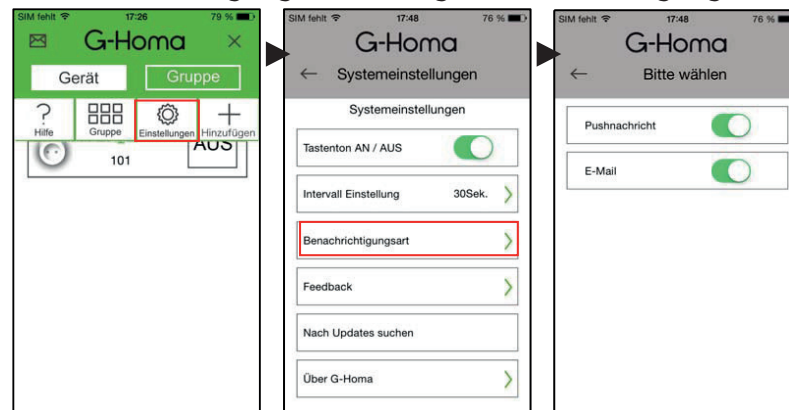 SIM fehlt 17:26 79 %
G-Homa
Gerät Gruppe
?
Hilfe Gruppe Einstellungen Hinzufügen
101 AUS
SIM fehlt 17:48 76 %
G-Homa
Systemeinstellungen
Systemeinstellungen
Tastenton AN / AUS
Intervall Einstellung 30Sek.
Benachrichtigungsart
Feedback
Nach Updates suchen
Über G-Homa
SIM fehlt 17:48 76 %
G-Homa
Bitte wählen
Pushnachricht
E-Mail